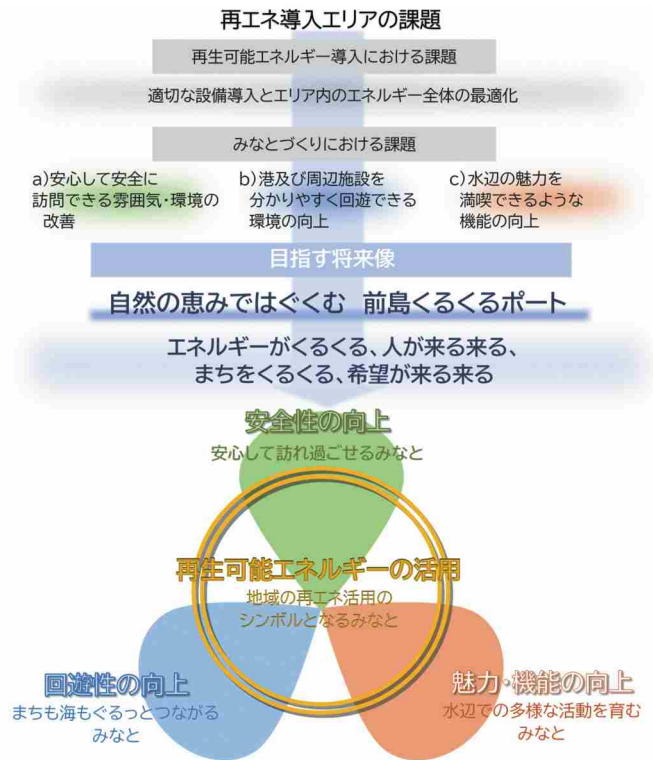 再エネ導入エリアの課題
再生可能エネルギー導入における課題
適切な設備導入とエリア内のエネルギー全体の最適化
みなとづくりにおける課題
a)安心して安全に
訪問できる雰囲気・環境の
改善
b)港及び周辺施設を
分かりやすく回遊できる
環境の向上
c)水辺の魅力を
満喫できるような
機能の向上
目指す将来像
自然の恵みではぐくむ 前島くるくるポート
エネルギーがくるくる、人が来る来る、
まちをくるくる、希望が来る来る
安全性の向上
安心して訪れ過ごせるみなと
再生可能エネルギーの活用
地域の再エネ活用の
シンボルとなるみなと
回遊性の向上
まちも海もぐるっとつながる
みなと
魅力・機能の向上
水辺での多様な活動を育む
みなと